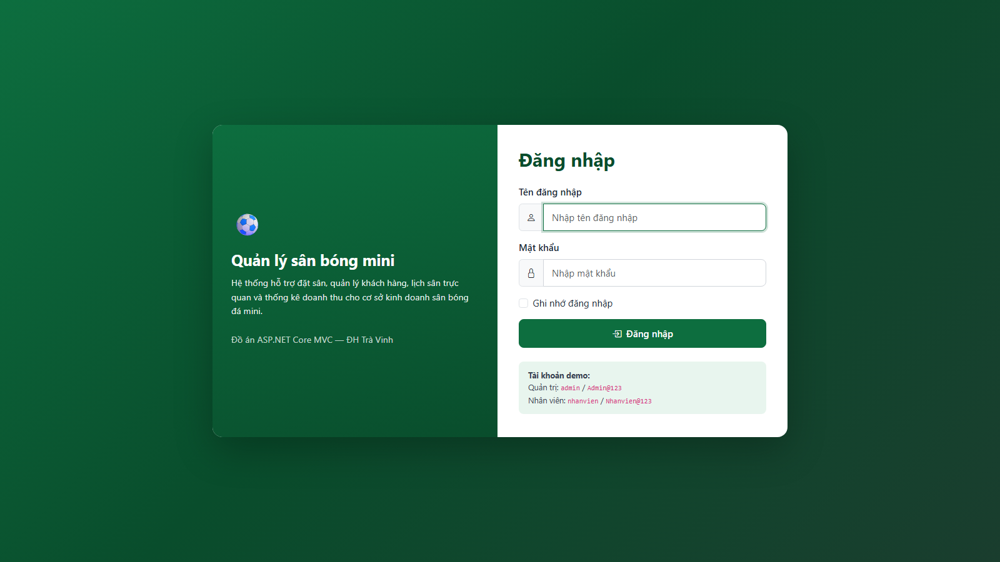 Quản lý sân bóng mini
Hệ thống hỗ trợ đặt sân, quản lý khách hàng, lịch sân trực
quan và thống kê doanh thu cho cơ sở kinh doanh sân bóng
đá mini.
Đồ án ASP.NET Core MVC — ĐH Trà Vinh
Đăng nhập
Tên đăng nhập
Nhập tên đăng nhập
Mật khẩu
Nhập mật khẩu
Ghi nhớ đăng nhập
Đăng nhập
Tài khoản demo:
Quản trị: admin / Admin@123
Nhân viên: nhanvien / Nhanvien@123